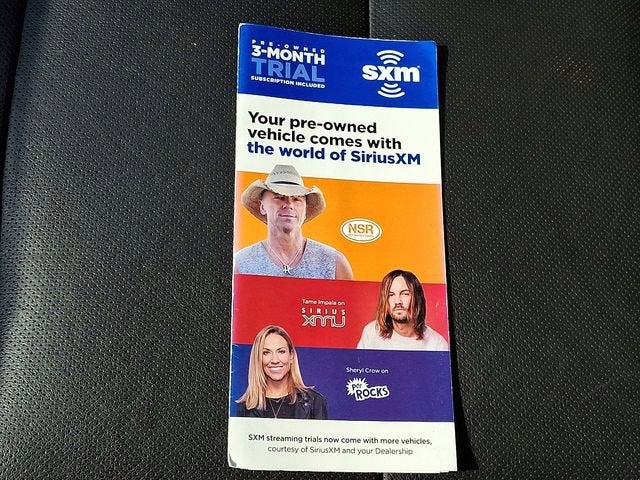 PRE-OWNED
3-MONTH
TRIAL
SUBSCRIPTION INCLUDED
sxm
Your pre-owned
vehicle comes with
the world of SiriusXM
NSR
Tame Impala on
SIRIUS
xmU
Sheryl Crow on
POP
ROCKS
SXM streaming trials now come with more vehicles,
courtesy of SiriusXM and your Dealership